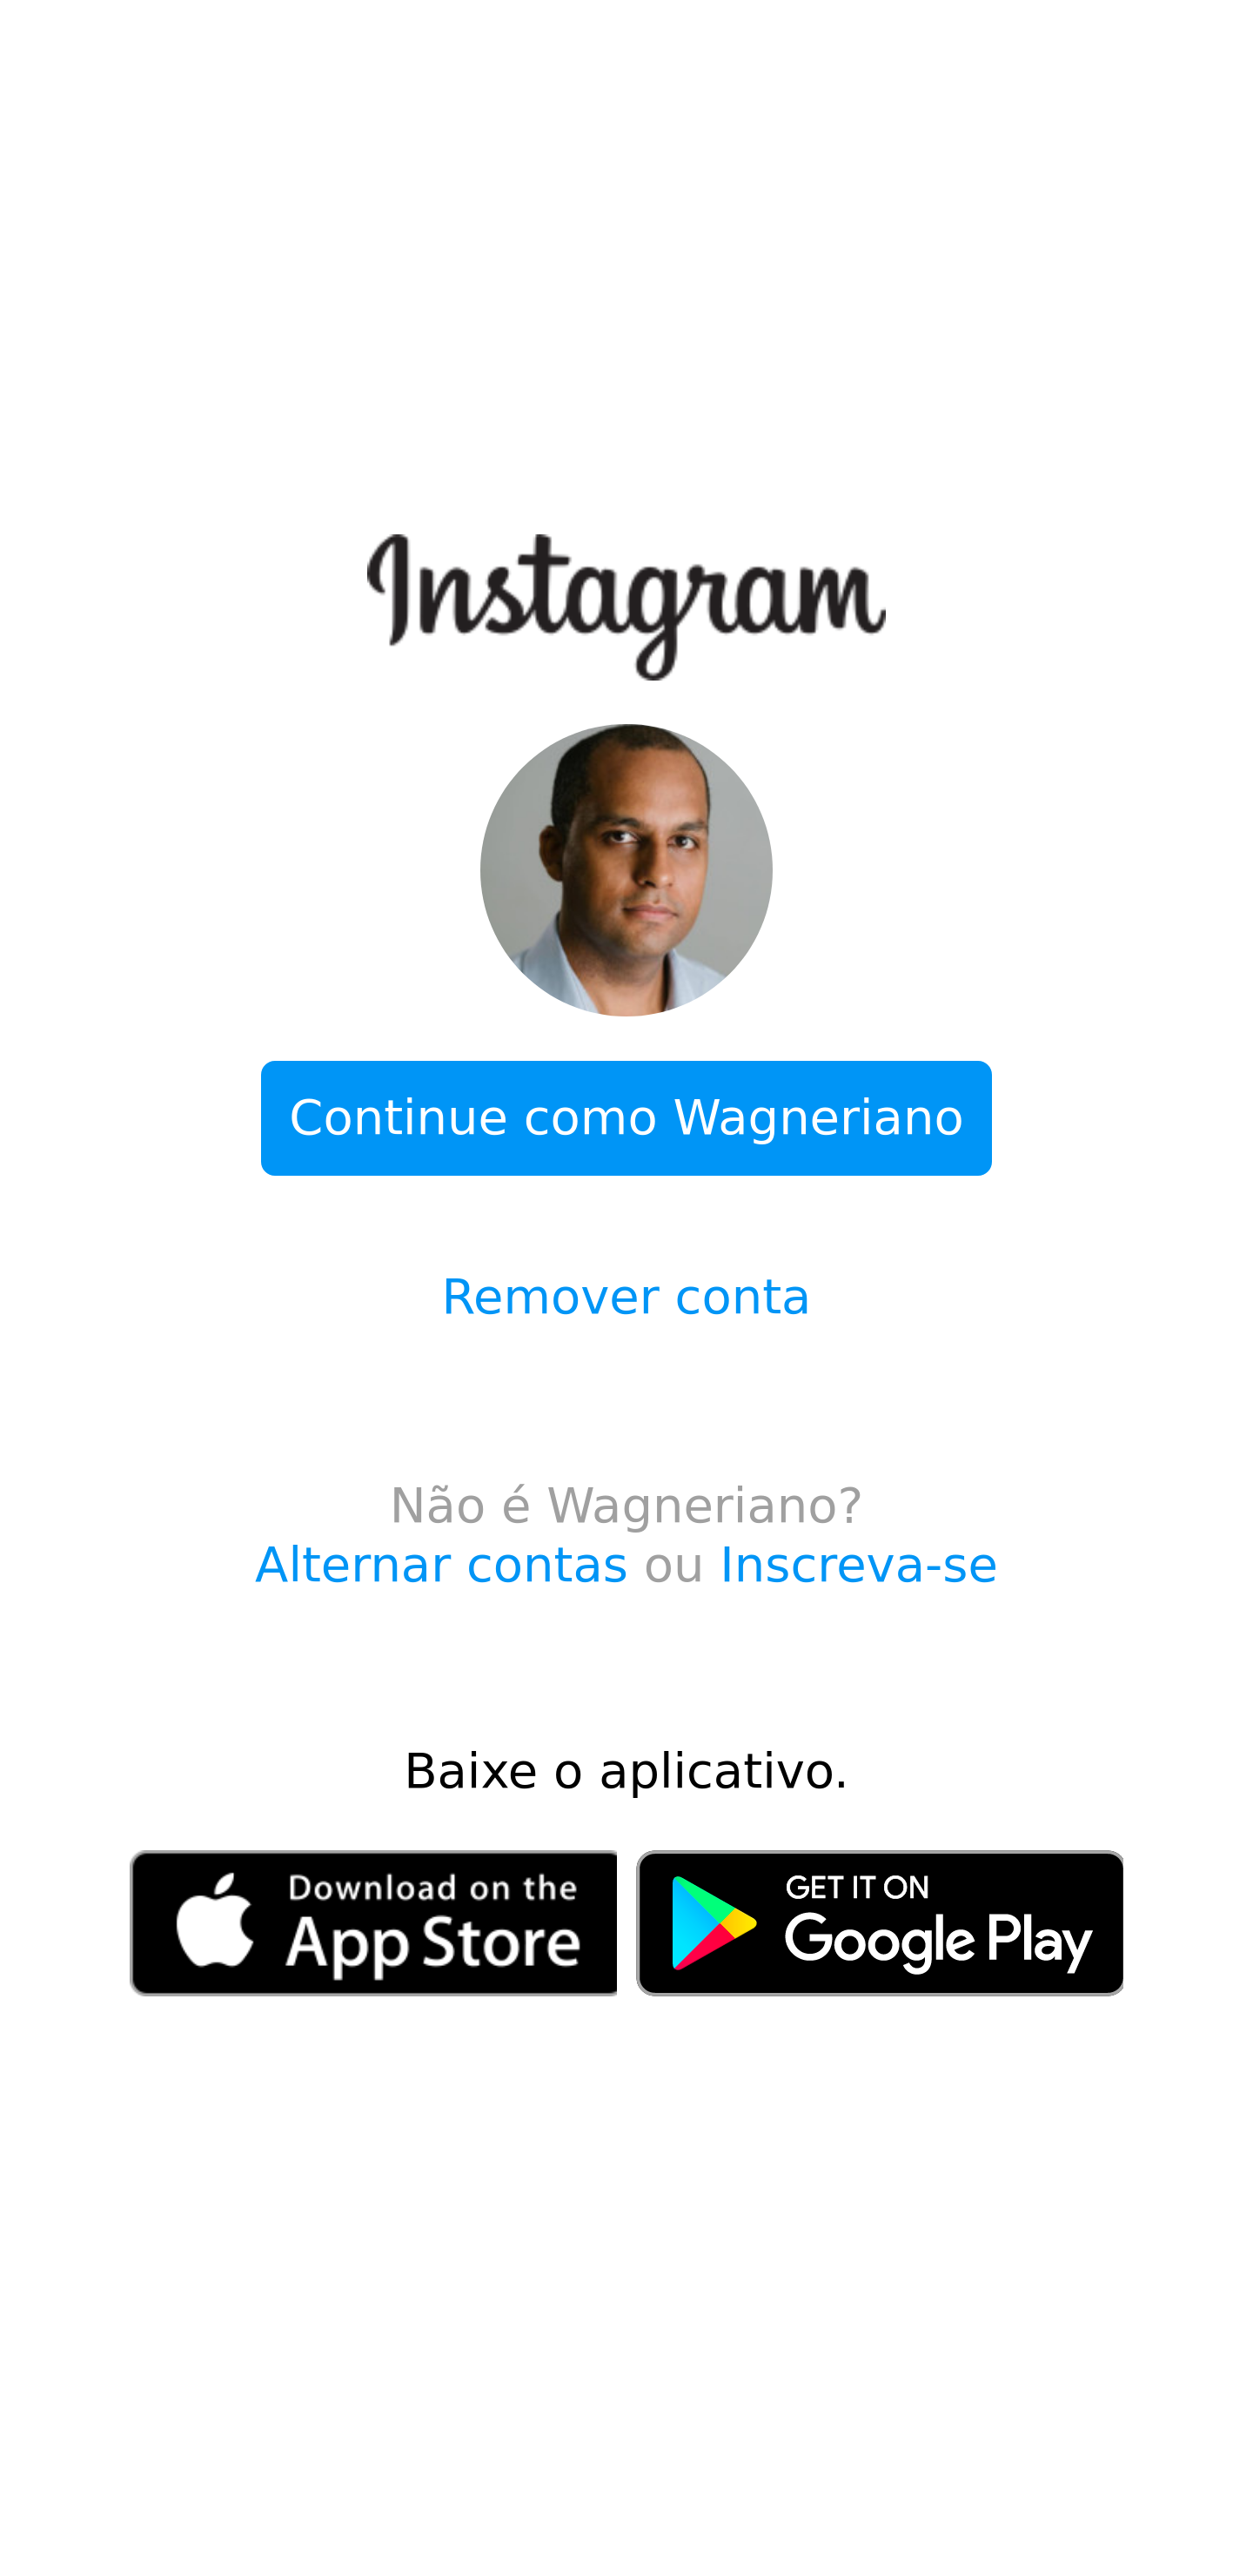 Instagram
Continue como Wagneriano
Remover conta
Não é Wagneriano?
Alternar contas ou Inscreva-se
Baixe o aplicativo.
Download on the
App Store
GET IT ON
Google Play